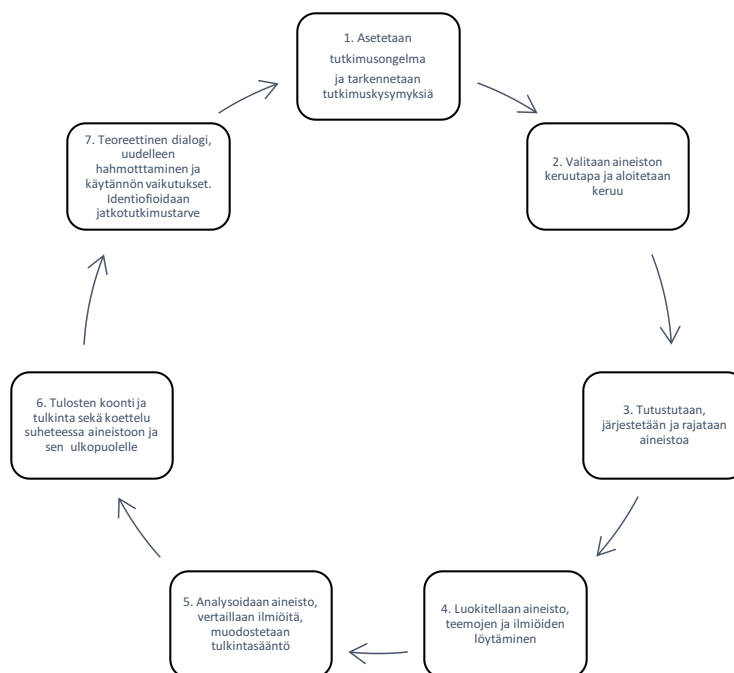 1. Asetetaan
tutkimusongelma
ja tarkennetaan
tutkimuskysymyksiä
2. Valitaan aineiston
keruutapa ja aloitetaan
keruu
3. Tutustutaan,
järjestetään ja rajataan
aineistoa
4. Luokitellaan aineisto,
teemojen ja ilmiöiden
löytäminen
5. Analysoidaan aineisto,
vertaillaan ilmiöitä,
muodostetaan
tulkintasääntö
6. Tulosten koonti ja
tulkinta sekä koettelu
suheteessa aineistoon ja
sen ulkopuolelle
7. Teoreettinen dialogi,
uudelleen
hahmotttaminen ja
käytännön vaikutukset.
Identiofioidaan
jatkotutkimustarve